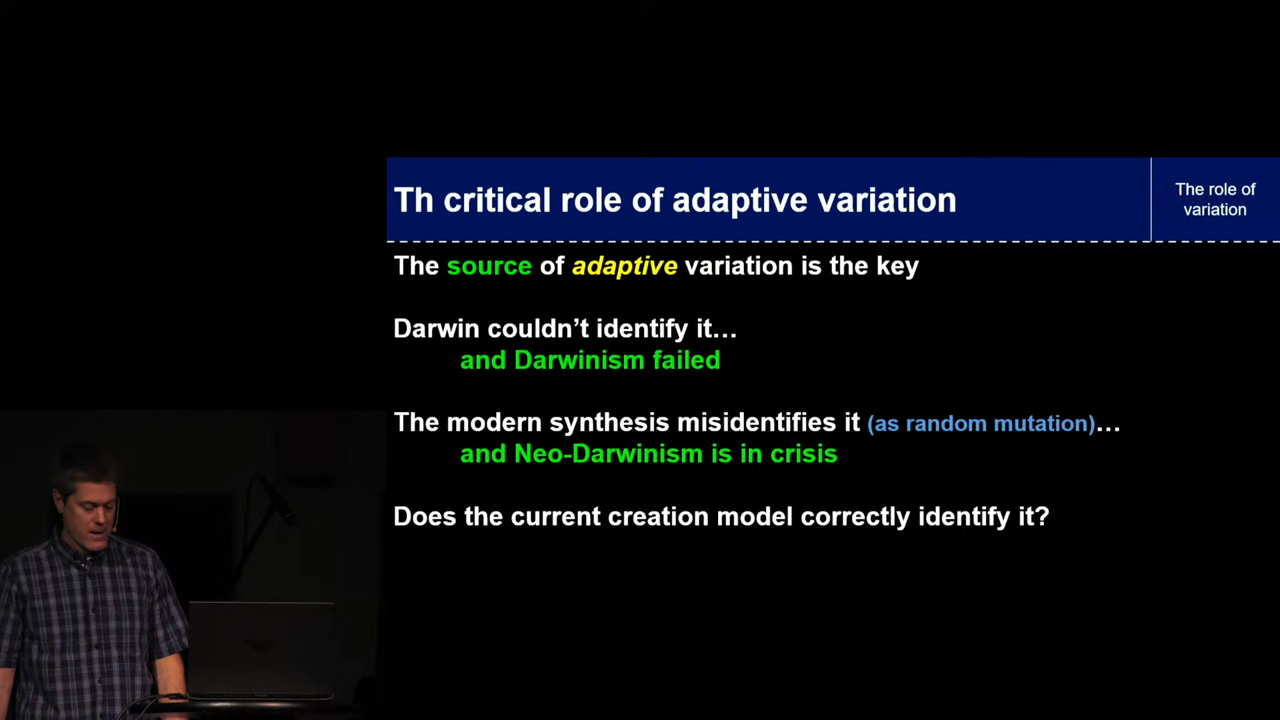 Th critical role of adaptive variation
The role of
variation
The source of adaptive variation is the key
Darwin couldn’t identify it…
and Darwinism failed
The modern synthesis misidentifies it (as random mutation)…
and Neo-Darwinism is in crisis
Does the current creation model correctly identify it?